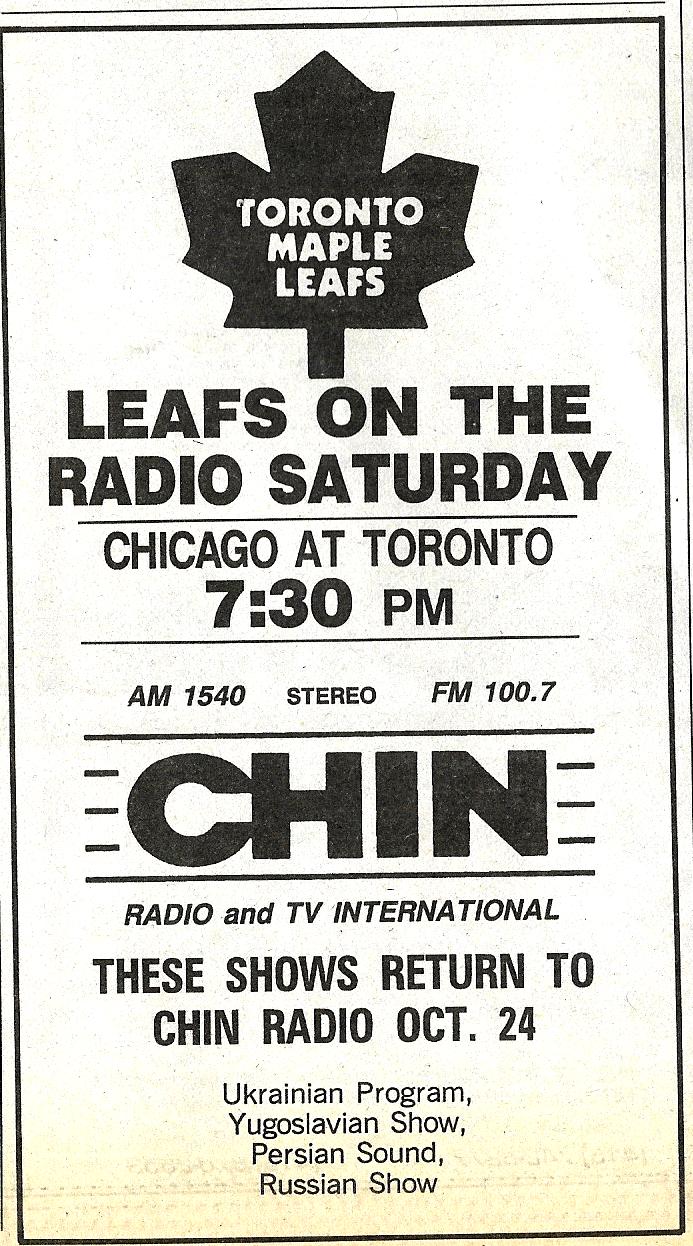 TORONTO
MAPLE
LEAFS
LEAFS ON THE
RADIO SATURDAY
CHICAGO AT TORONTO
7:30 PM
AM 1540 STEREO FM 100.7
CHIN
RADIO and TV INTERNATIONAL
THESE SHOWS RETURN TO
CHIN RADIO OCT. 24
Ukrainian Program,
Yugoslavian Show,
Persian Sound,
Russian Show